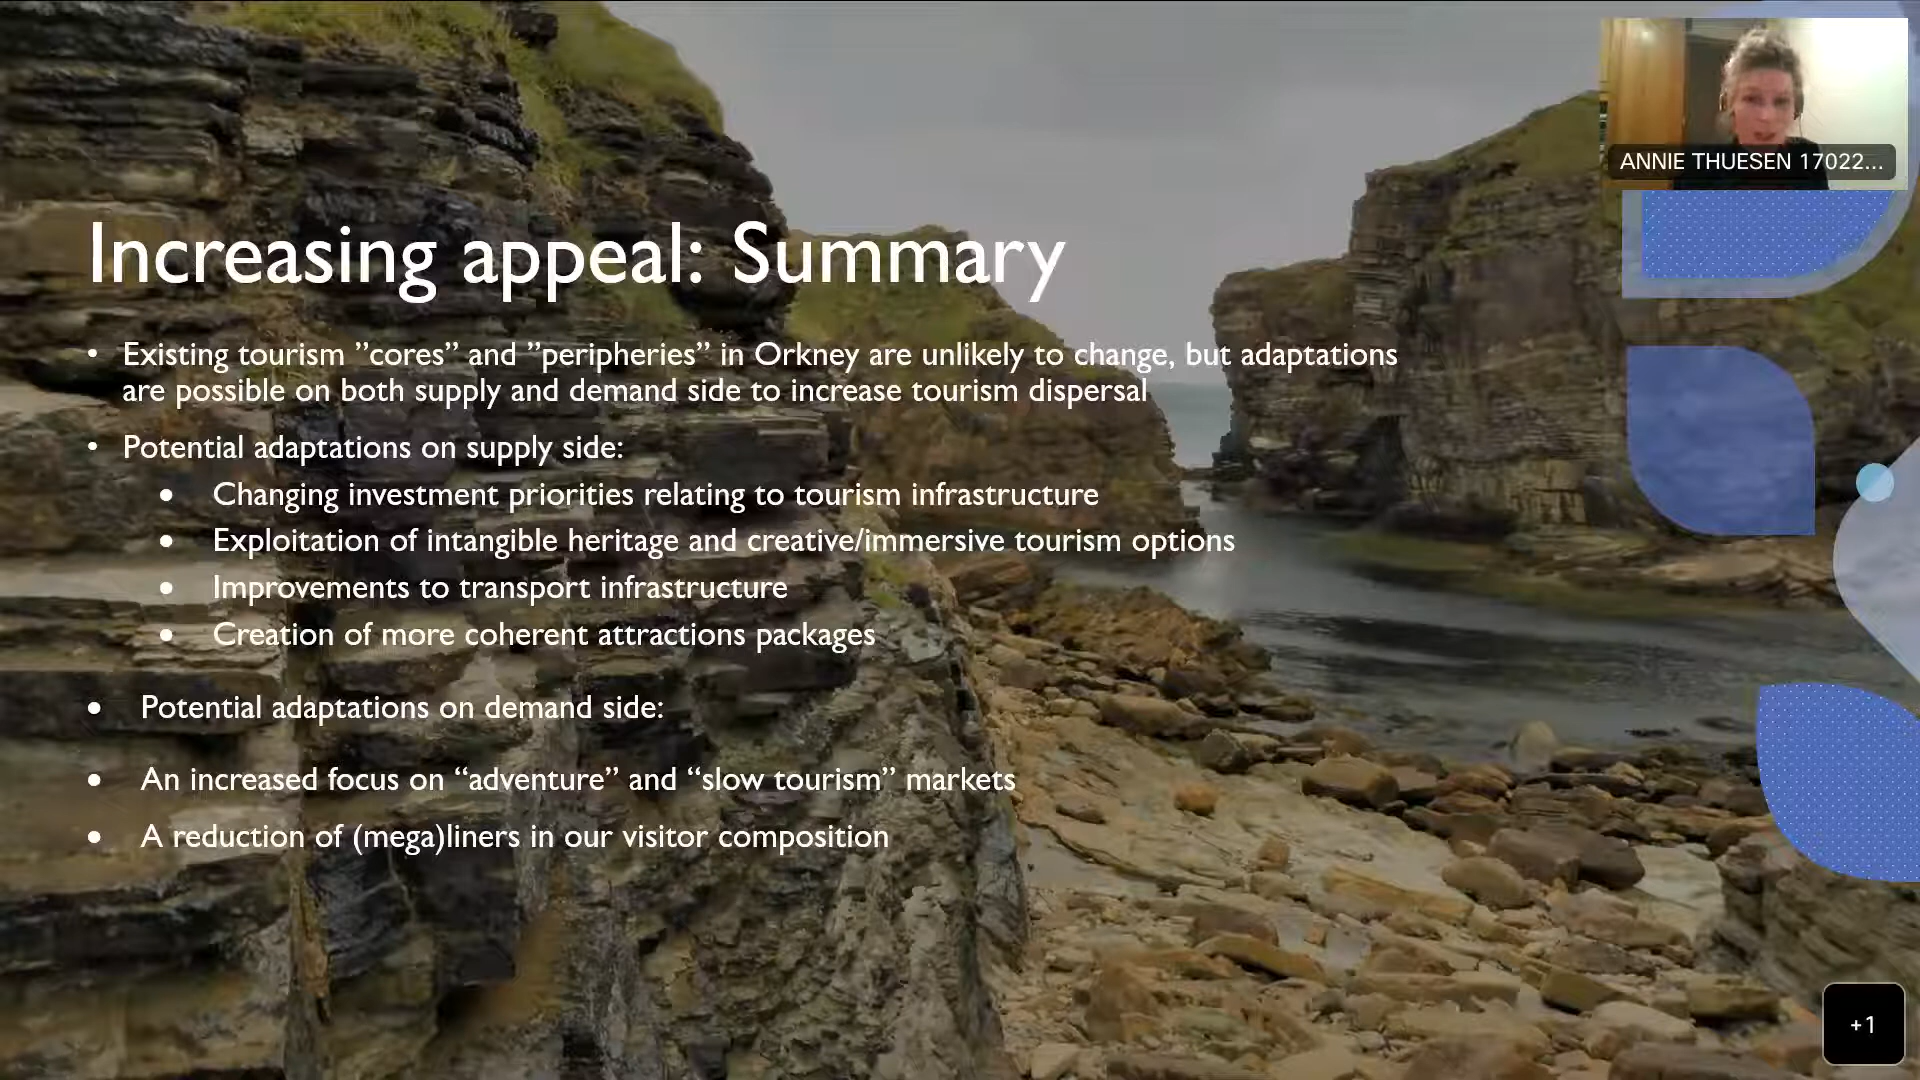 ANNIE THUESEN 17022...
Increasing appeal: Summary
• Existing tourism ”cores” and ”peripheries” in Orkney are unlikely to change, but adaptations
are possible on both supply and demand side to increase tourism dispersal
• Potential adaptations on supply side:
• Changing investment priorities relating to tourism infrastructure
• Exploitation of intangible heritage and creative/immersive tourism options
• Improvements to transport infrastructure
• Creation of more coherent attractions packages
• Potential adaptations on demand side:
• An increased focus on “adventure” and “slow tourism” markets
• A reduction of (mega)liners in our visitor composition
+1